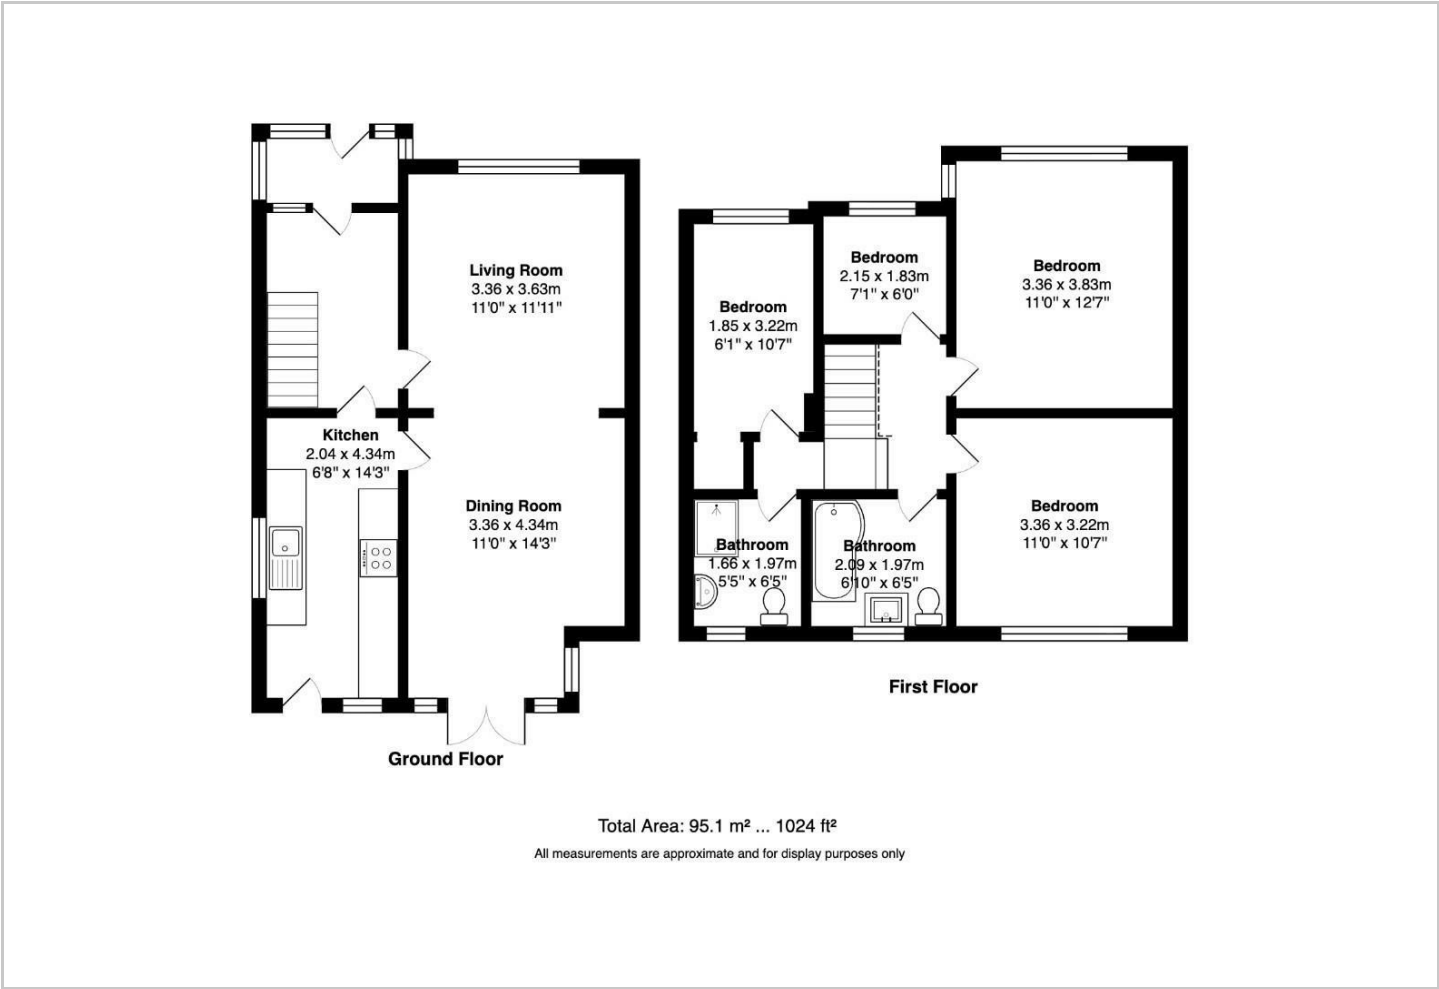 Living Room
3.36 x 3.63m
11'0" x 11'11"
Kitchen
2.04 x 4.34m
6'8" x 14'3"
Dining Room
3.36 x 4.34m
11'0" x 14'3"
Ground Floor
Bedroom
1.85 x 3.22m
6'1" x 10'7"
Bedroom
2.15 x 1.83m
7'1" x 6'0"
Bedroom
3.36 x 3.83m
11'0" x 12'7"
Bathroom
1.66 x 1.97m
5'5" x 6'5"
Bathroom
2.09 x 1.97m
6'10" x 6'5"
Bedroom
3.36 x 3.22m
11'0" x 10'7"
First Floor
Total Area: 95.1 m² ... 1024 ft²
All measurements are approximate and for display purposes only